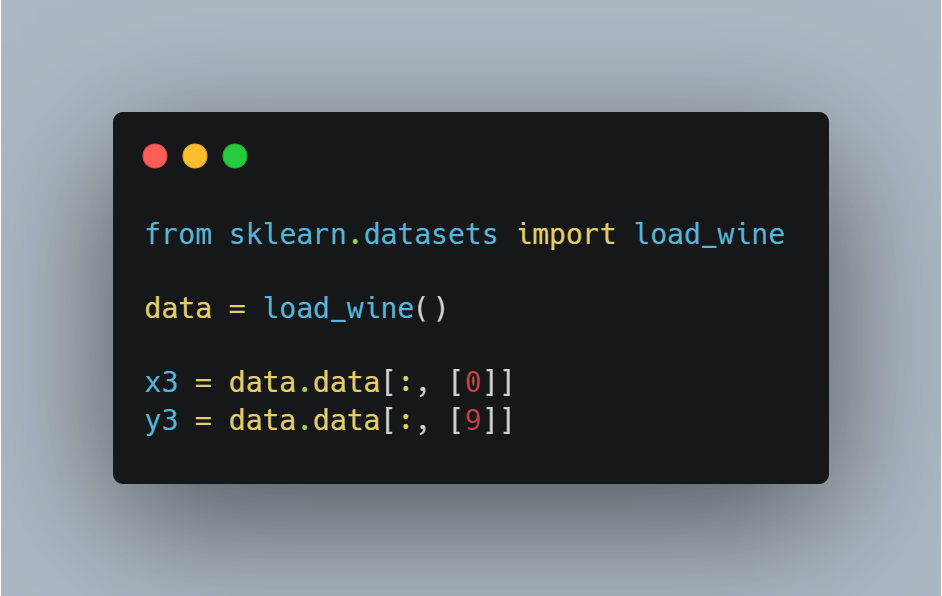 from sklearn.datasets import load_wine
data = load_wine()
x3 = data.data[:, [0]]
y3 = data.data[:, [9]]